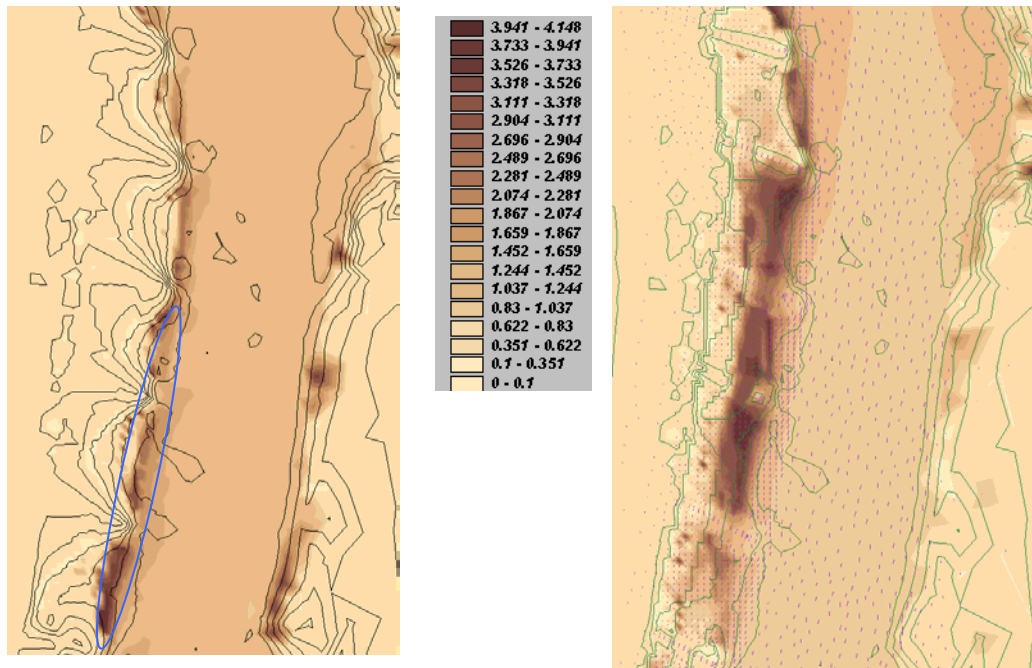 3.941 - 4.148
3.733 - 3.941
3.526 - 3.733
3.318 - 3.526
3.111 - 3.318
2.904 - 3.111
2.696 - 2.904
2.489 - 2.696
2.281 - 2.489
2.074 - 2.281
1.867 - 2.074
1.659 - 1.867
1.452 - 1.659
1.244 - 1.452
1.037 - 1.244
0.83 - 1.037
0.622 - 0.83
0.351 - 0.622
0.1 - 0.351
0 - 0.1